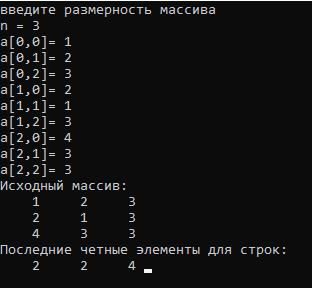 введите размерность массива
n = 3
a[0,0]= 1
a[0,1]= 2
a[0,2]= 3
a[1,0]= 2
a[1,1]= 1
a[1,2]= 3
a[2,0]= 4
a[2,1]= 3
a[2,2]= 3
Исходный массив:
1 2 3
2 1 3
4 3 3
Последние четные элементы для строк:
2 2 4